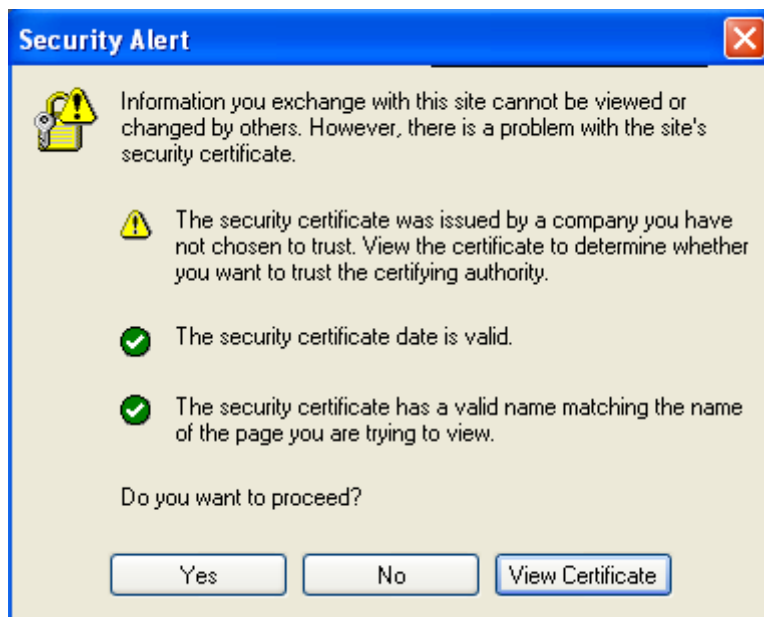 Security Alert
Information you exchange with this site cannot be viewed or
changed by others. However, there is a problem with the site's
security certificate.
The security certificate was issued by a company you have
not chosen to trust. View the certificate to determine whether
you want to trust the certifying authority.
The security certificate date is valid.
The security certificate has a valid name matching the name
of the page you are trying to view.
Do you want to proceed?
Yes
No
View Certificate